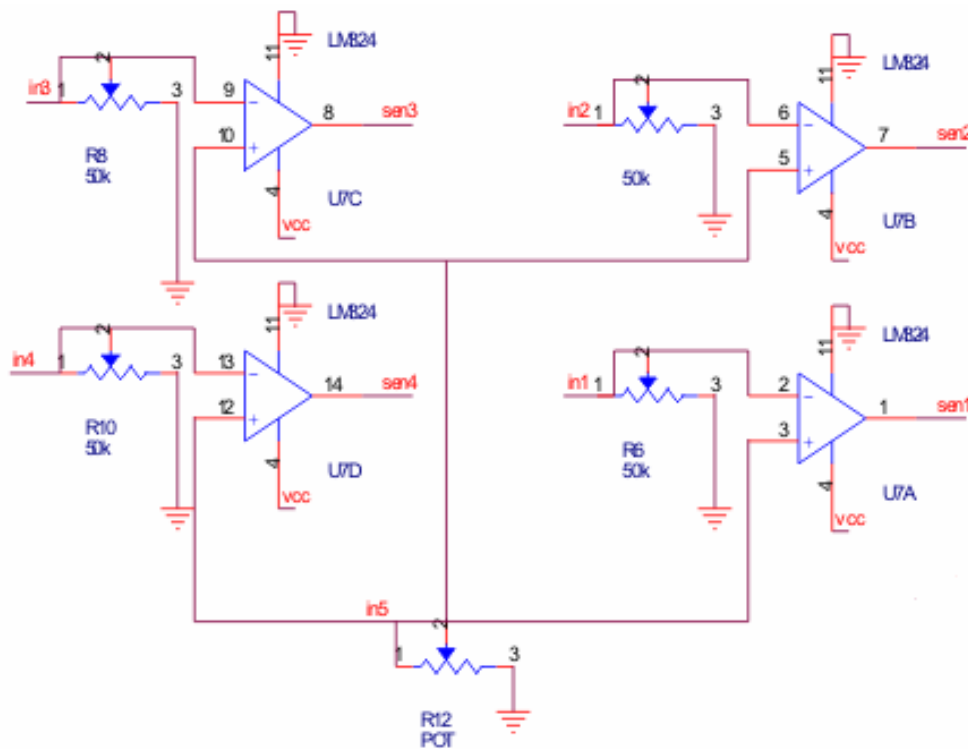 11
LM324
in3
1
2
3
9
10
8
sen3
R8
50k
U7C
4
vcc
11
LM324
in2
1
2
3
6
5
7
sen2
50k
U7B
4
vcc
11
LM324
in4
1
2
3
13
12
14
sen4
R10
50k
U7D
4
vcc
11
LM324
in1
1
2
3
2
3
1
sen1
R6
50k
U7A
4
vcc
in5
1
2
3
R12
POT